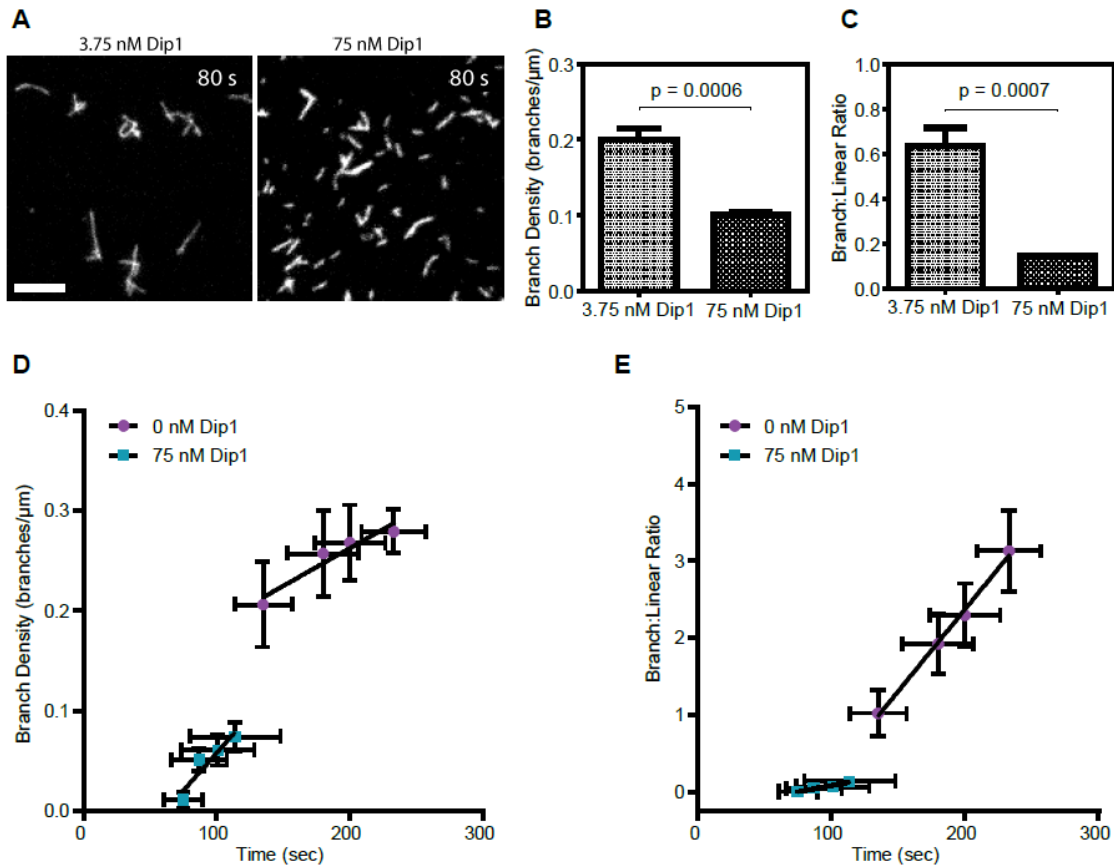 A
3.75 nM Dip1
75 nM Dip1
80 s
80 s
B
Branch Density (branches/µm)
0.3
0.2
0.1
0.0
p = 0.0006
3.75 nM Dip1
75 nM Dip1
C
Branch:Linear Ratio
1.0
0.8
0.6
0.4
0.2
0.0
p = 0.0007
3.75 nM Dip1
75 nM Dip1
D
Branch Density (branches/µm)
0.4
0.3
0.2
0.1
0.0
0 nM Dip1
75 nM Dip1
0
100
200
300
Time (sec)
E
Branch:Linear Ratio
5
4
3
2
1
0
0 nM Dip1
75 nM Dip1
0
100
200
300
Time (sec)